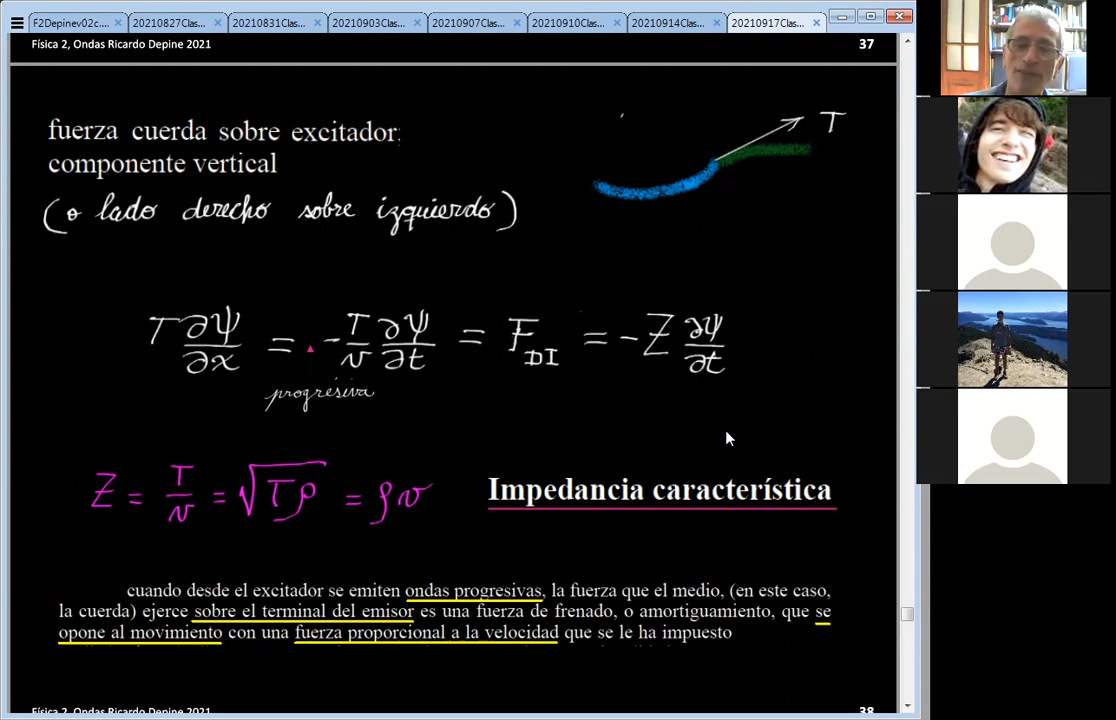 F2Depinev02c.... 20210827Clas... 20210831Clas... 20210903Clas... 20210907Clas... 20210910Clas... 20210914Clas... 20210917Clas...
Física 2, Ondas Ricardo Depine 2021 37
fuerza cuerda sobre excitador:
componente vertical
(o lado derecho sobre izquierdo)
T
T ∂ψ/∂x = - T/v ∂ψ/∂t = F_DI = -Z ∂ψ/∂t
progresiva
Z = T/v = √Tρ = ρv
Impedancia característica
cuando desde el excitador se emiten ondas progresivas, la fuerza que el medio, (en este caso,
la cuerda) ejerce sobre el terminal del emisor es una fuerza de frenado, o amortiguamiento, que se
opone al movimiento con una fuerza proporcional a la velocidad que se le ha impuesto
Física 2, Ondas Ricardo Depine 2021 38